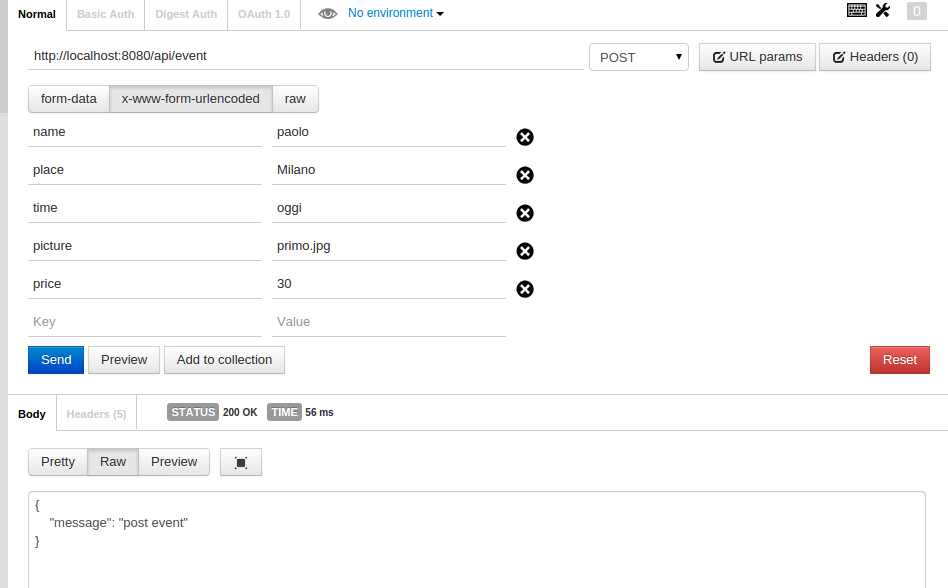 Normal Basic Auth Digest Auth OAuth 1.0 No environment 0
http://localhost:8080/api/event POST URL params Headers (0)
form-data x-www-form-urlencoded raw
name paolo
place Milano
time oggi
picture primo.jpg
price 30
Key Value
Send Preview Add to collection Reset
Body Headers (5) STATUS 200 OK TIME 56 ms
Pretty Raw Preview
{
"message": "post event"
}